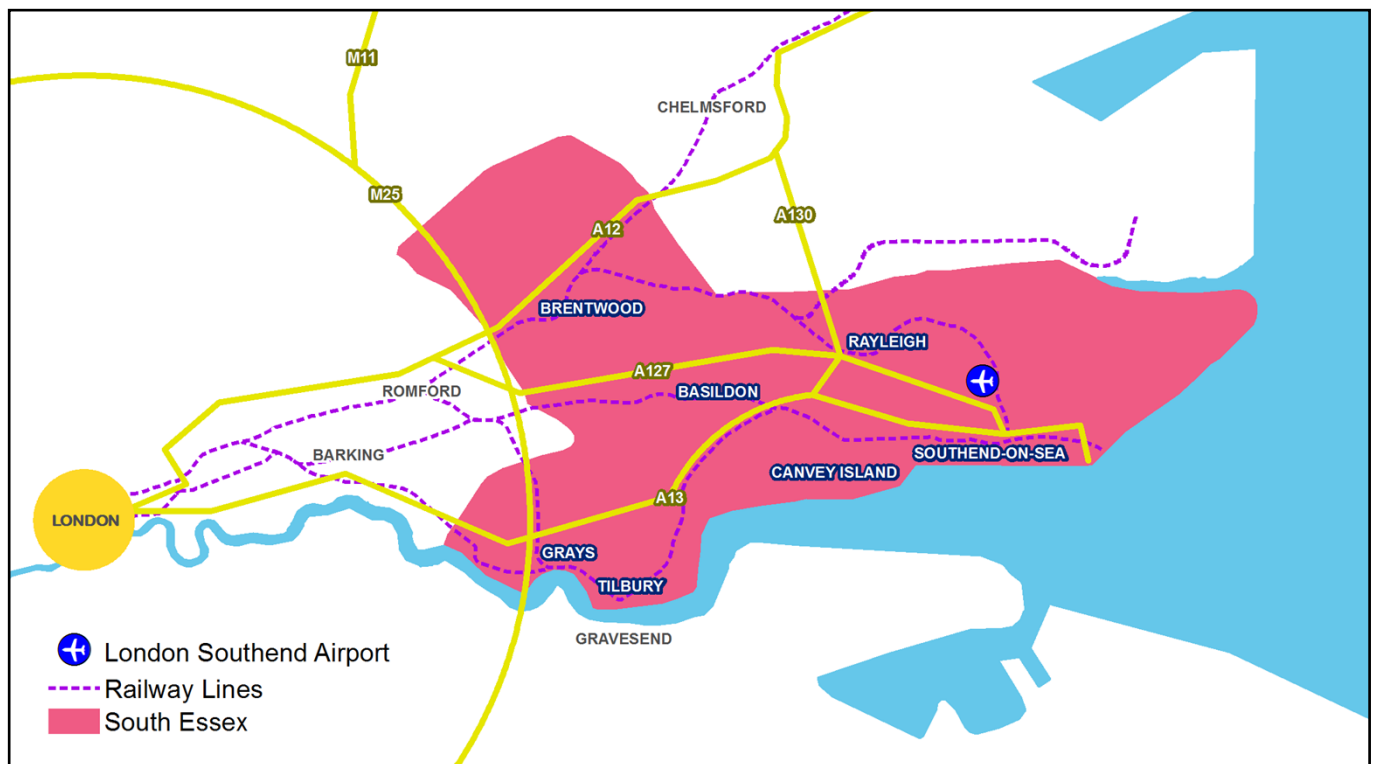 M11
CHELMSFORD
M25
A130
A12
BRENTWOOD
RAYLEIGH
A127
ROMFORD
BASILDON
BARKING
SOUTHEND-ON-SEA
CANVEY ISLAND
A13
LONDON
GRAYS
TILBURY
GRAVESEND
London Southend Airport
Railway Lines
South Essex